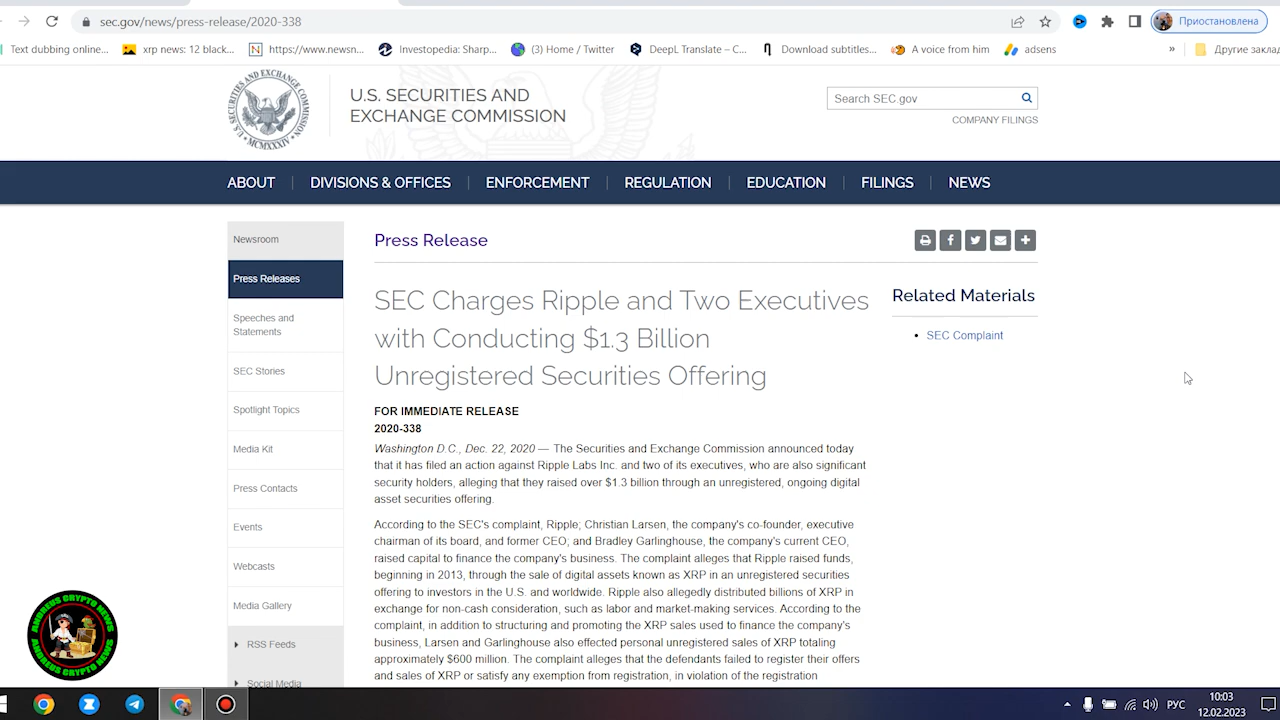 sec.gov/news/press-release/2020-338
Приостановлена
Text dubbing online...
xrp news: 12 black...
https://www.newsn...
Investopedia: Sharp...
(3) Home / Twitter
DeepL Translate – C...
Download subtitles...
A voice from him
adsens
»
Другие заклад
SECURITIES AND EXCHANGE COMMISSION
MCMXXXIV
U.S. SECURITIES AND
EXCHANGE COMMISSION
Search SEC.gov
COMPANY FILINGS
ABOUT
DIVISIONS & OFFICES
ENFORCEMENT
REGULATION
EDUCATION
FILINGS
NEWS
Newsroom
Press Releases
Speeches and
Statements
SEC Stories
Spotlight Topics
Media Kit
Press Contacts
Events
Webcasts
Media Gallery
RSS Feeds
Social Media
Press Release
SEC Charges Ripple and Two Executives
with Conducting $1.3 Billion
Unregistered Securities Offering
FOR IMMEDIATE RELEASE
2020-338
Washington D.C., Dec. 22, 2020 — The Securities and Exchange Commission announced today
that it has filed an action against Ripple Labs Inc. and two of its executives, who are also significant
security holders, alleging that they raised over $1.3 billion through an unregistered, ongoing digital
asset securities offering.
According to the SEC's complaint, Ripple; Christian Larsen, the company's co-founder, executive
chairman of its board, and former CEO; and Bradley Garlinghouse, the company's current CEO,
raised capital to finance the company's business. The complaint alleges that Ripple raised funds,
beginning in 2013, through the sale of digital assets known as XRP in an unregistered securities
offering to investors in the U.S. and worldwide. Ripple also allegedly distributed billions of XRP in
exchange for non-cash consideration, such as labor and market-making services. According to the
complaint, in addition to structuring and promoting the XRP sales used to finance the company's
business, Larsen and Garlinghouse also effected personal unregistered sales of XRP totaling
approximately $600 million. The complaint alleges that the defendants failed to register their offers
and sales of XRP or satisfy any exemption from registration, in violation of the registration
Related Materials
• SEC Complaint
ANDREUS CRYPTO NEWS
ANDREUS CRYPTO NEWS
РУС
10:03
12.02.2023